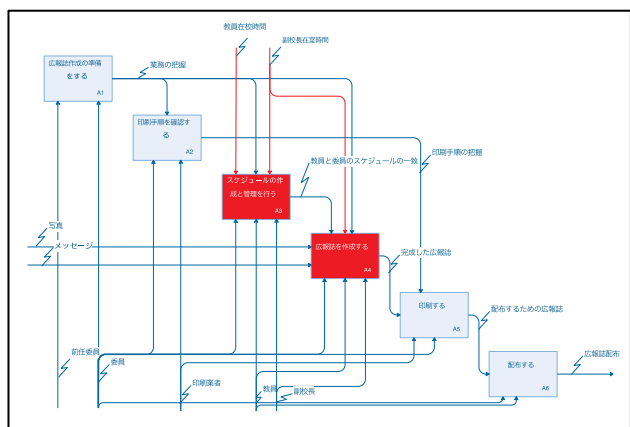 教員在校時間
副校長在室時間
広報誌作成の準備
をする
A1
業務の把握
印刷手順を確認す
る
A2
印刷手順の把握
教員と委員のスケジュールの一致
スケジュールの作
成と管理を行う
A3
写真
メッセージ
広報誌を作成する
A4
完成した広報誌
印刷する
A5
配布するための広報誌
前任委員
委員
印刷業者
教員
副校長
配布する
A6
広報誌配布